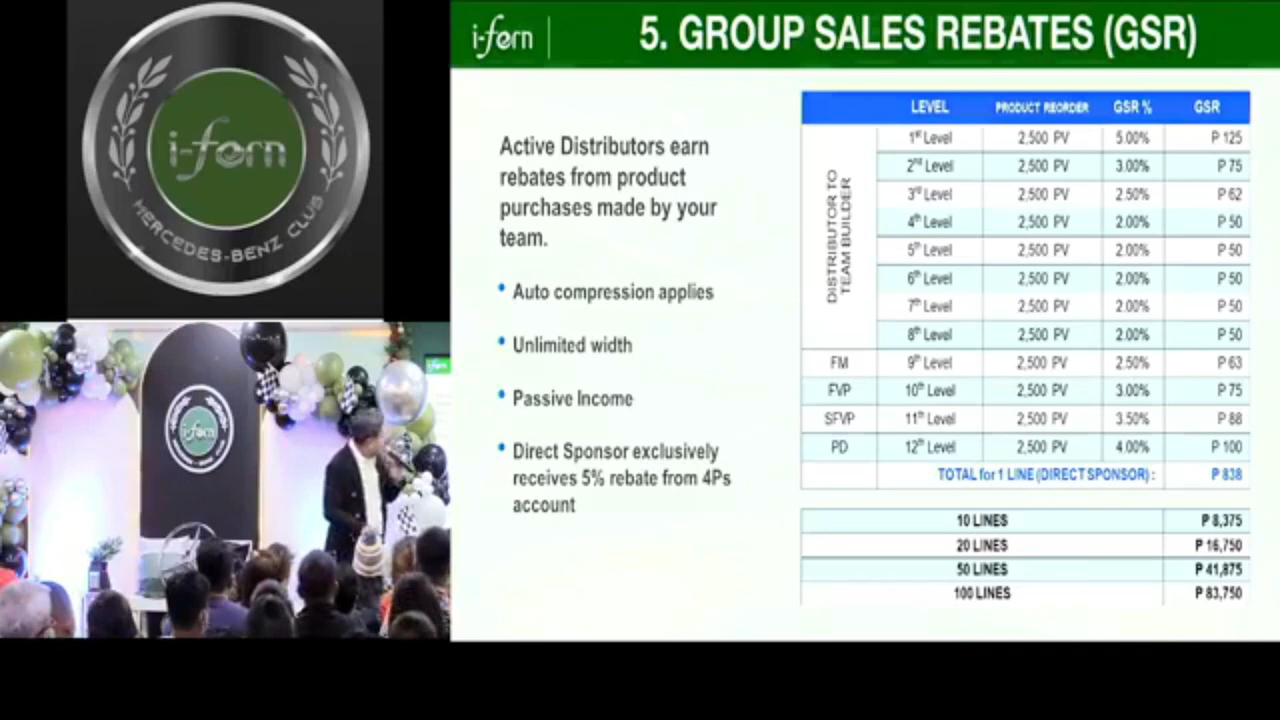 i-fern
MERCEDES-BENZ CLUB
i-fern
i-fern
5. GROUP SALES REBATES (GSR)
Active Distributors earn
rebates from product
purchases made by your
team.
• Auto compression applies
• Unlimited width
• Passive Income
• Direct Sponsor exclusively
receives 5% rebate from 4Ps
account
LEVEL PRODUCT REORDER GSR % GSR
DISTRIBUTOR TO
TEAM BUILDER
1st Level 2,500 PV 5.00% P 125
2nd Level 2,500 PV 3.00% P 75
3rd Level 2,500 PV 2.50% P 62
4th Level 2,500 PV 2.00% P 50
5th Level 2,500 PV 2.00% P 50
6th Level 2,500 PV 2.00% P 50
7th Level 2,500 PV 2.00% P 50
8th Level 2,500 PV 2.00% P 50
FM 9th Level 2,500 PV 2.50% P 63
FVP 10th Level 2,500 PV 3.00% P 75
SFVP 11th Level 2,500 PV 3.50% P 88
PD 12th Level 2,500 PV 4.00% P 100
TOTAL for 1 LINE (DIRECT SPONSOR) : P 838
10 LINES P 8,375
20 LINES P 16,750
50 LINES P 41,875
100 LINES P 83,750